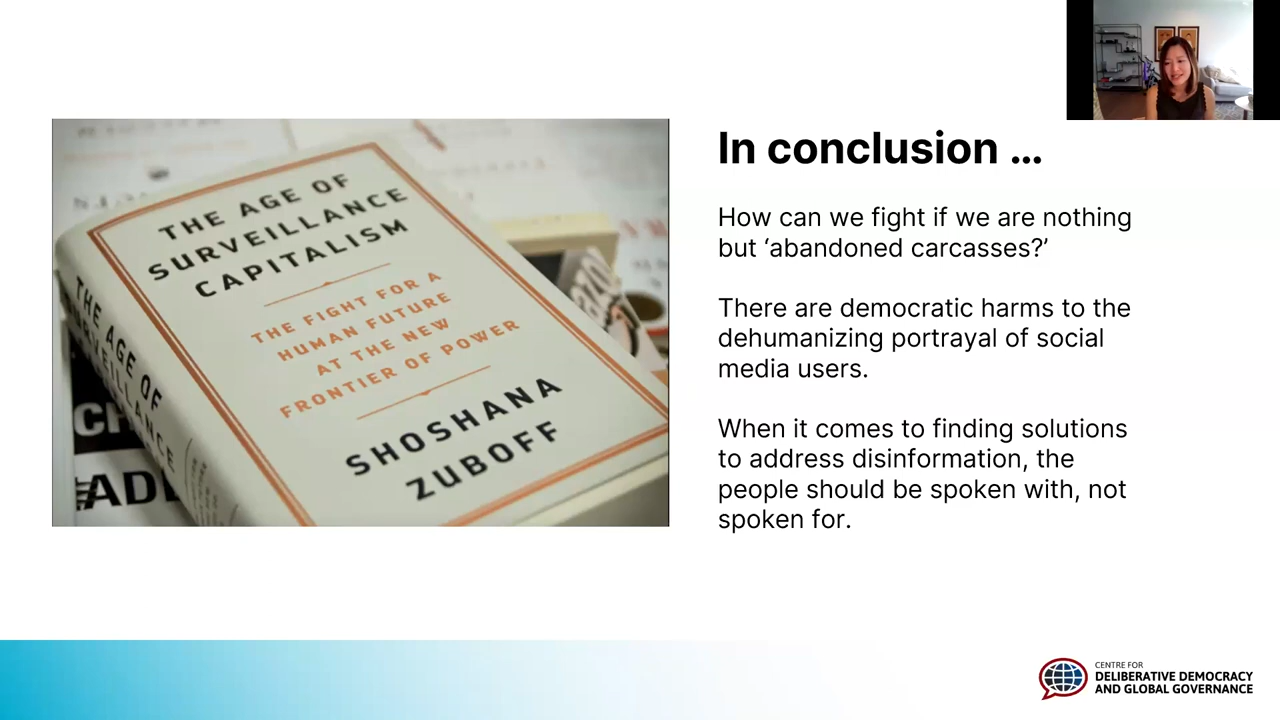 THE AGE OF
SURVEILLANCE
CAPITALISM
THE FIGHT FOR A
HUMAN FUTURE
AT THE NEW
FRONTIER OF POWER
SHOSHANA
ZUBOFF
THE AGE OF
In conclusion ...
How can we fight if we are nothing
but ‘abandoned carcasses?’
There are democratic harms to the
dehumanizing portrayal of social
media users.
When it comes to finding solutions
to address disinformation, the
people should be spoken with, not
spoken for.
CENTRE FOR
DELIBERATIVE DEMOCRACY
AND GLOBAL GOVERNANCE